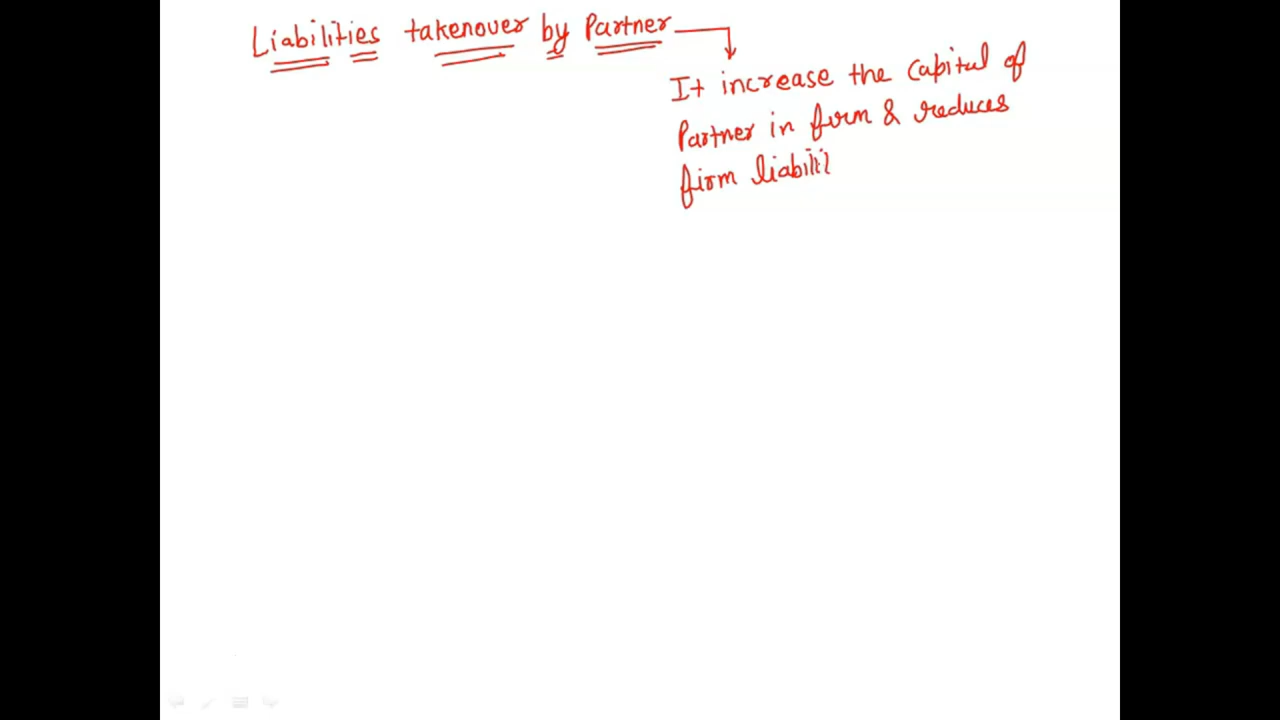 Liabilities takenover by Partner
It increase the capital of
Partner in firm & reduces
firm liabili